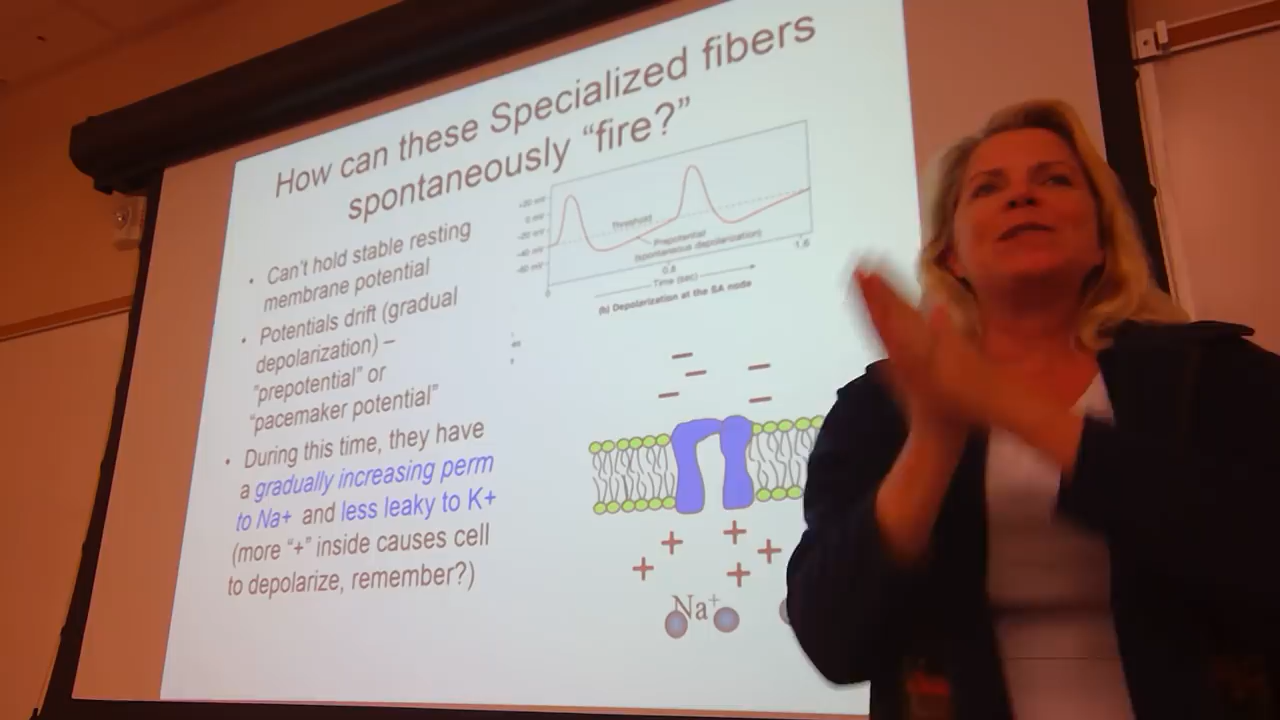 How can these Specialized fibers
spontaneously “fire?”
• Can't hold stable resting
membrane potential
• Potentials drift (gradual
depolarization) –
“prepotential” or
“pacemaker potential”
• During this time, they have
a gradually increasing perm
to Na+ and less leaky to K+
(more “+” inside causes cell
to depolarize, remember?)
+20 mV
0 mV
-20 mV
-40 mV
-60 mV
Threshold
Prepotential
(spontaneous depolarization)
0
0.8
1.6
Time (sec)
(b) Depolarization at the SA node
Na+